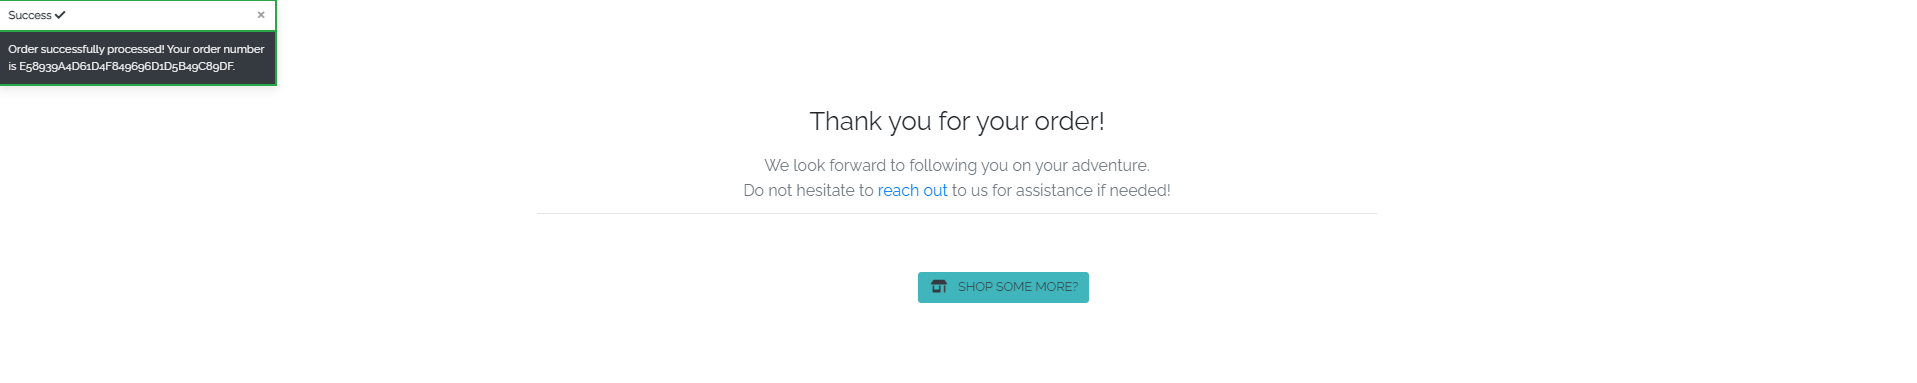 Success
Order successfully processed! Your order number
is E58939A4D61D4F849696D1D5B49C89DF.
Thank you for your order!
We look forward to following you on your adventure.
Do not hesitate to reach out to us for assistance if needed!
SHOP SOME MORE?